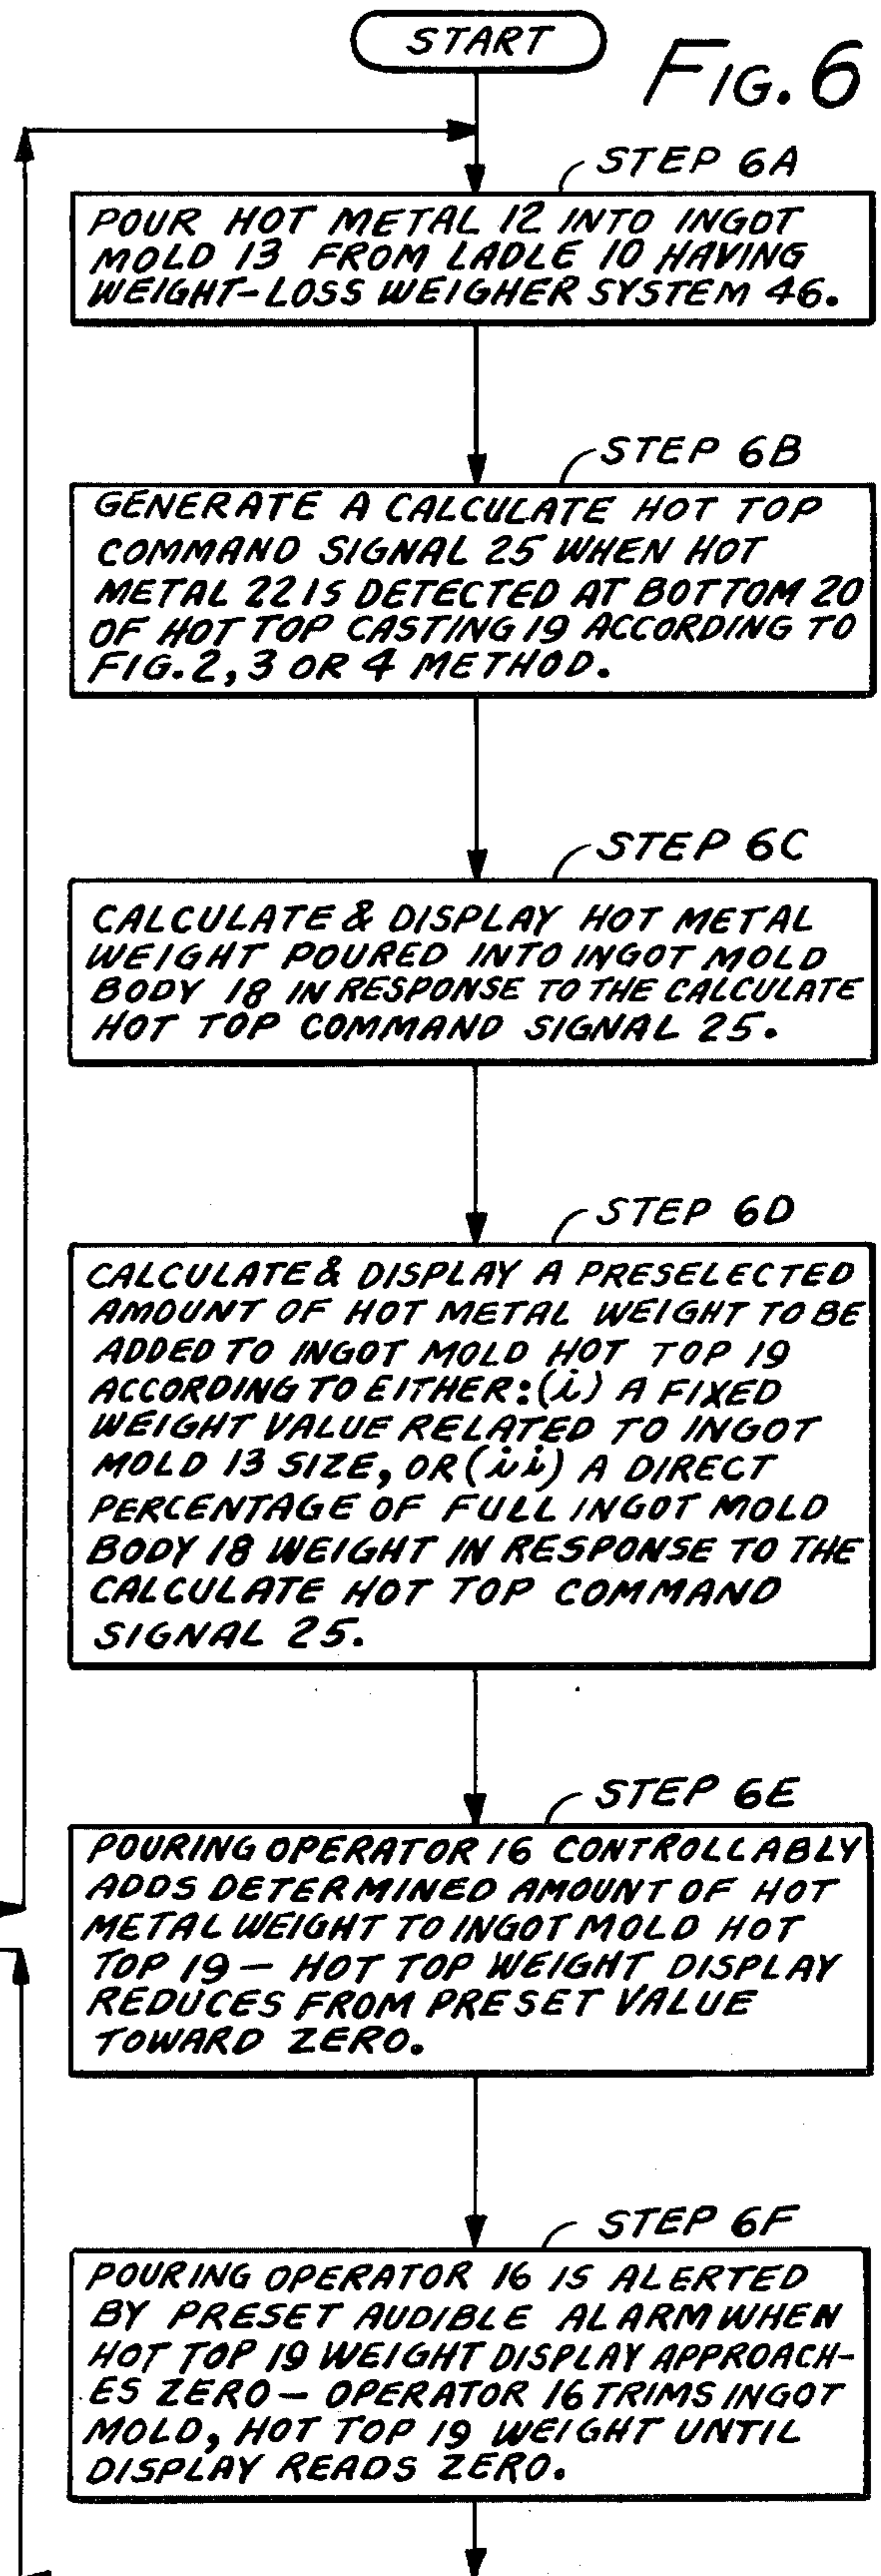 START
FIG. 6
STEP 6A
POUR HOT METAL 12 INTO INGOT
MOLD 13 FROM LADLE 10 HAVING
WEIGHT-LOSS WEIGHER SYSTEM 46.
STEP 6B
GENERATE A CALCULATE HOT TOP
COMMAND SIGNAL 25 WHEN HOT
METAL 22 IS DETECTED AT BOTTOM 20
OF HOT TOP CASTING 19 ACCORDING TO
FIG. 2, 3 OR 4 METHOD.
STEP 6C
CALCULATE & DISPLAY HOT METAL
WEIGHT POURED INTO INGOT MOLD
BODY 18 IN RESPONSE TO THE CALCULATE
HOT TOP COMMAND SIGNAL 25.
STEP 6D
CALCULATE & DISPLAY A PRESELECTED
AMOUNT OF HOT METAL WEIGHT TO BE
ADDED TO INGOT MOLD HOT TOP 19
ACCORDING TO EITHER: (i) A FIXED
WEIGHT VALUE RELATED TO INGOT
MOLD 13 SIZE, OR (ii) A DIRECT
PERCENTAGE OF FULL INGOT MOLD
BODY 18 WEIGHT IN RESPONSE TO THE
CALCULATE HOT TOP COMMAND
SIGNAL 25.
STEP 6E
POURING OPERATOR 16 CONTROLLABLY
ADDS DETERMINED AMOUNT OF HOT
METAL WEIGHT TO INGOT MOLD HOT
TOP 19 — HOT TOP WEIGHT DISPLAY
REDUCES FROM PRESET VALUE
TOWARD ZERO.
STEP 6F
POURING OPERATOR 16 IS ALERTED
BY PRESET AUDIBLE ALARM WHEN
HOT TOP 19 WEIGHT DISPLAY APPROACH-
ES ZERO — OPERATOR 16 TRIMS INGOT
MOLD, HOT TOP 19 WEIGHT UNTIL
DISPLAY READS ZERO.